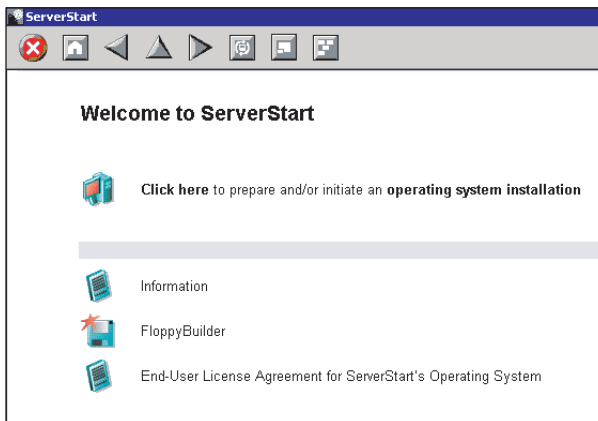 ServerStart
Welcome to ServerStart
Click here to prepare and/or initiate an operating system installation
Information
FloppyBuilder
End-User License Agreement for ServerStart's Operating System